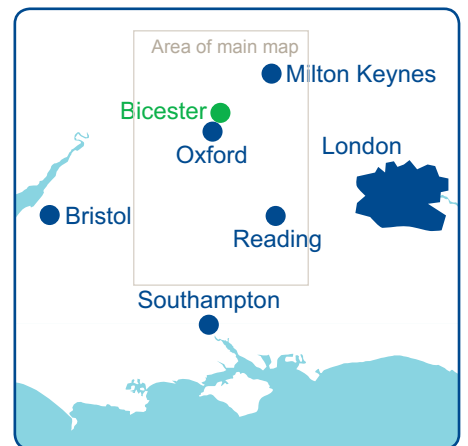 Area of main map
Milton Keynes
Bicester
Oxford
London
Bristol
Reading
Southampton